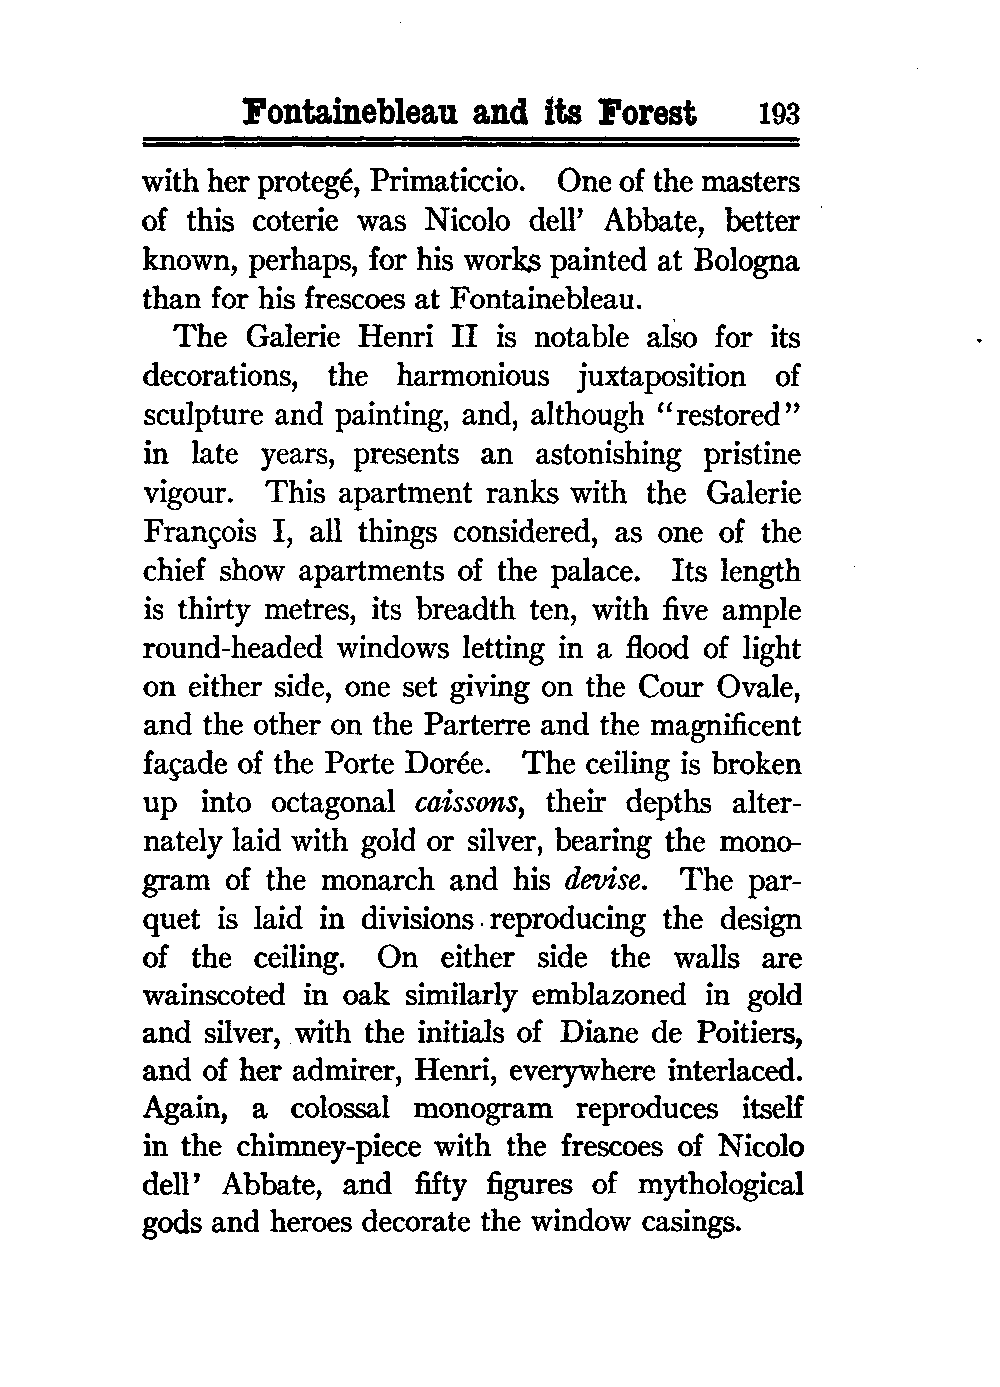 Fontainebleau and its Forest 193
with her protegé, Primaticcio. One of the masters
of this coterie was Nicolo dell' Abbate, better
known, perhaps, for his works painted at Bologna
than for his frescoes at Fontainebleau.
The Galerie Henri II is notable also for its
decorations, the harmonious juxtaposition of
sculpture and painting, and, although "restored"
in late years, presents an astonishing pristine
vigour. This apartment ranks with the Galerie
François I, all things considered, as one of the
chief show apartments of the palace. Its length
is thirty metres, its breadth ten, with five ample
round-headed windows letting in a flood of light
on either side, one set giving on the Cour Ovale,
and the other on the Parterre and the magnificent
façade of the Porte Dorée. The ceiling is broken
up into octagonal caissons, their depths alter-
nately laid with gold or silver, bearing the mono-
gram of the monarch and his devise. The par-
quet is laid in divisions reproducing the design
of the ceiling. On either side the walls are
wainscoted in oak similarly emblazoned in gold
and silver, with the initials of Diane de Poitiers,
and of her admirer, Henri, everywhere interlaced.
Again, a colossal monogram reproduces itself
in the chimney-piece with the frescoes of Nicolo
dell' Abbate, and fifty figures of mythological
gods and heroes decorate the window casings.